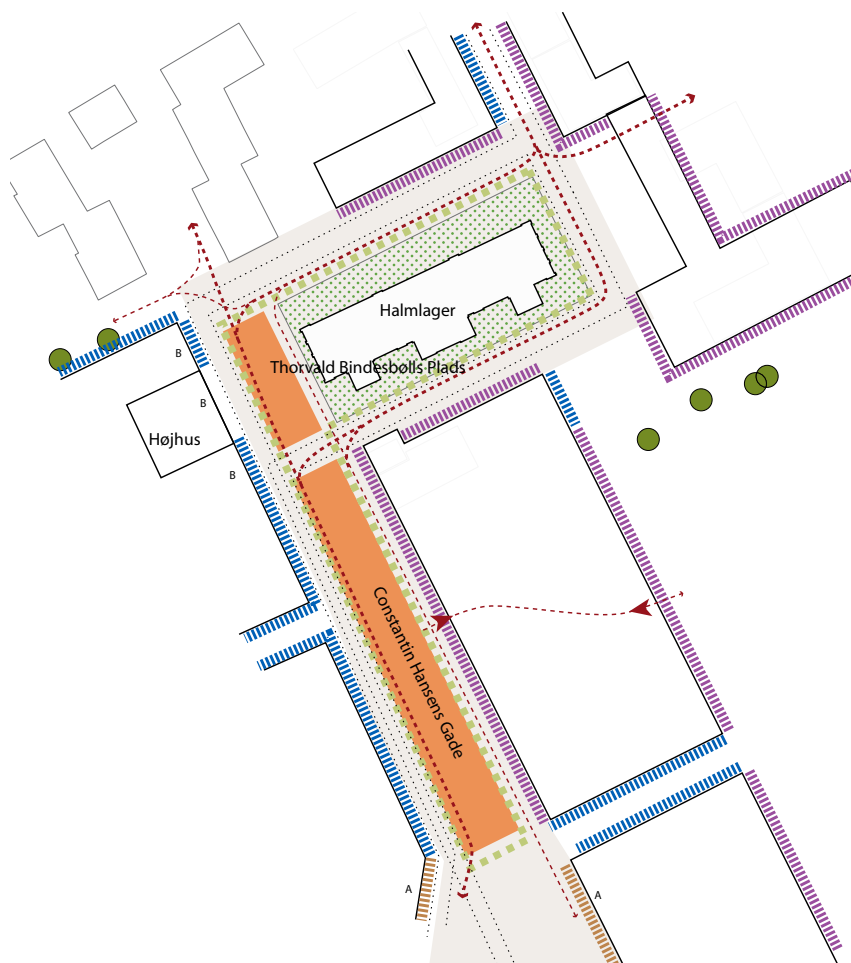 Halmlager
B
Thorvald Bindesbølls Plads
B
Højhus
B
Constantin Hansens Gade
A
A